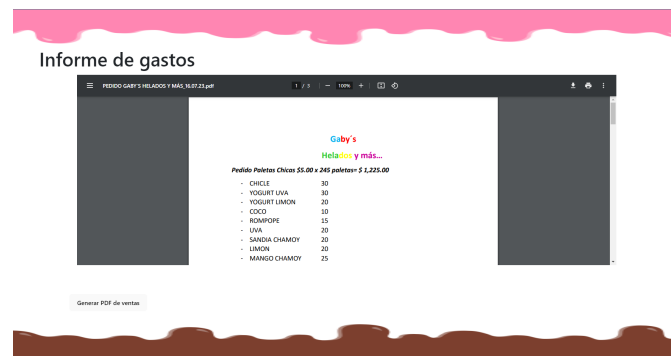 Informe de gastos
PEDIDO GABY'S HELADOS Y MÁS_16.07.23.pdf
1 / 3
100%
Gaby's
Helados y más...
Pedido Paletas Chicas $5.00 x 245 paletas= $ 1,225.00
- CHICLE 30
- YOGURT UVA 30
- YOGURT LIMON 20
- COCO 10
- ROMPOPE 15
- UVA 20
- SANDIA CHAMOY 20
- LIMON 20
- MANGO CHAMOY 25
Generar PDF de ventas